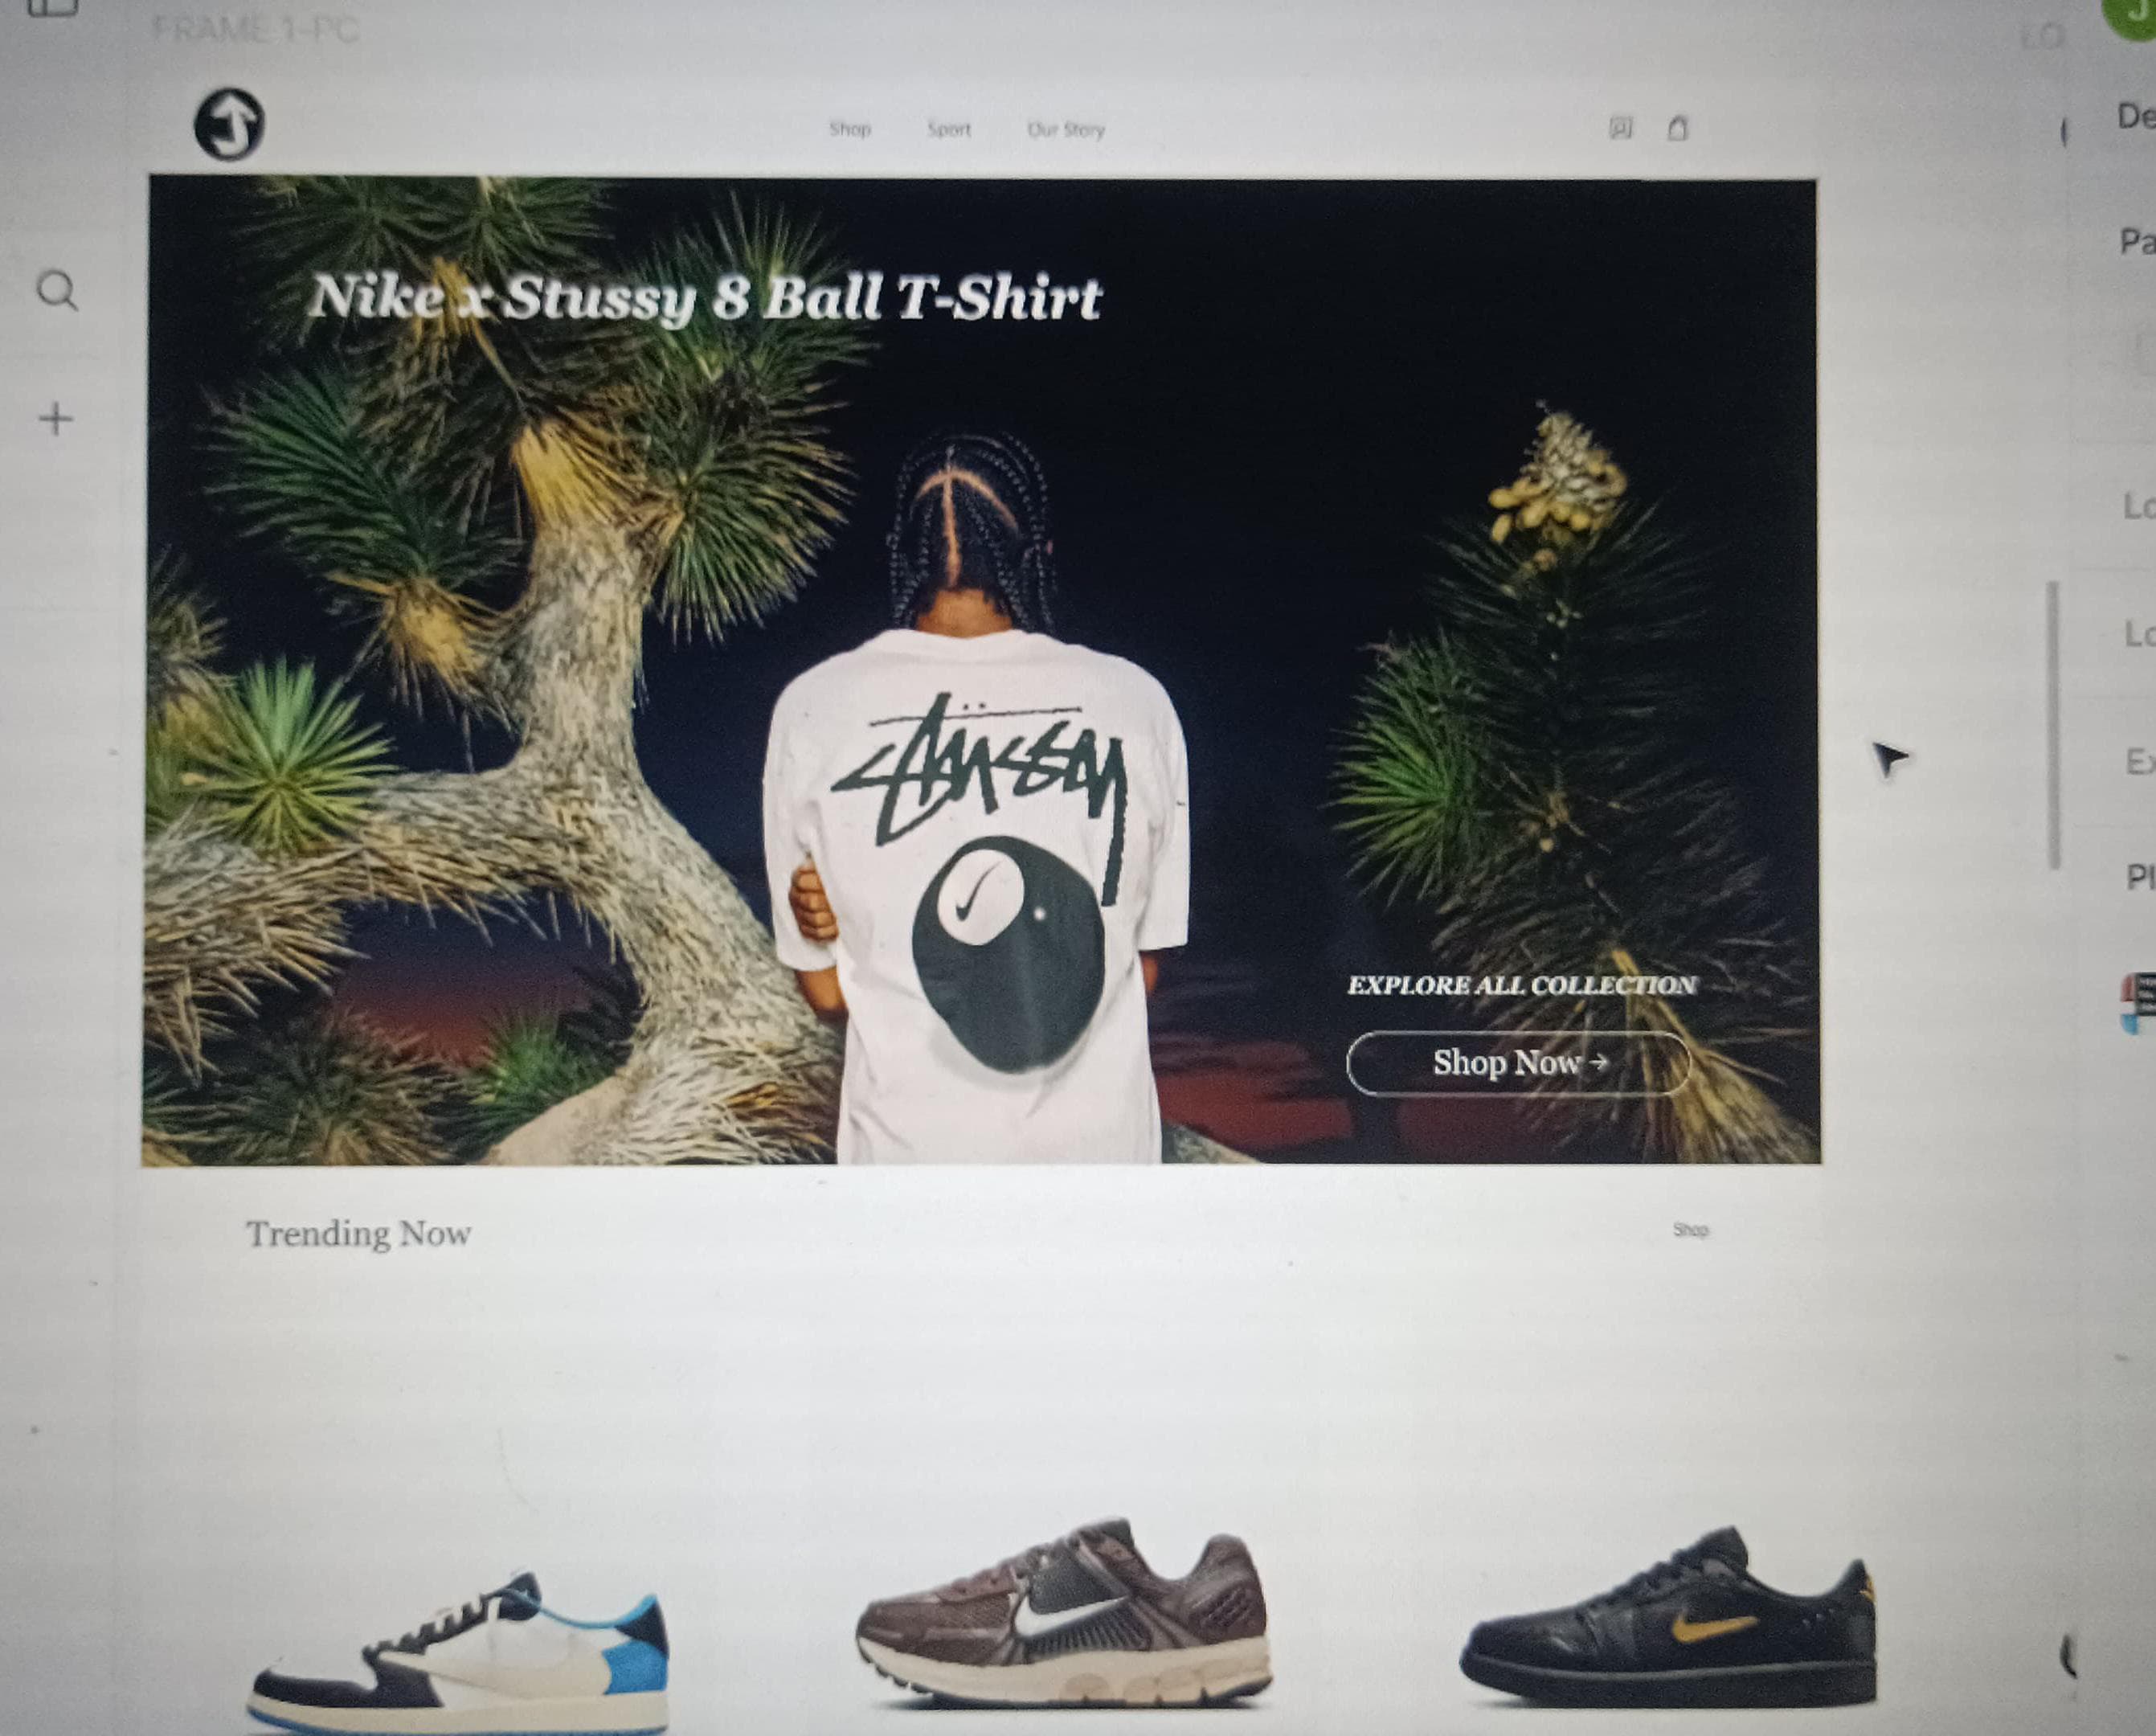 FRAME 1-PC
LO
J
Shop Sport Our Story
De
Pa
Nike x Stussy 8 Ball T-Shirt
Lo
Lo
Ex
Pl
Stüssy
EXPLORE ALL COLLECTION
Shop Now →
Trending Now
Shop